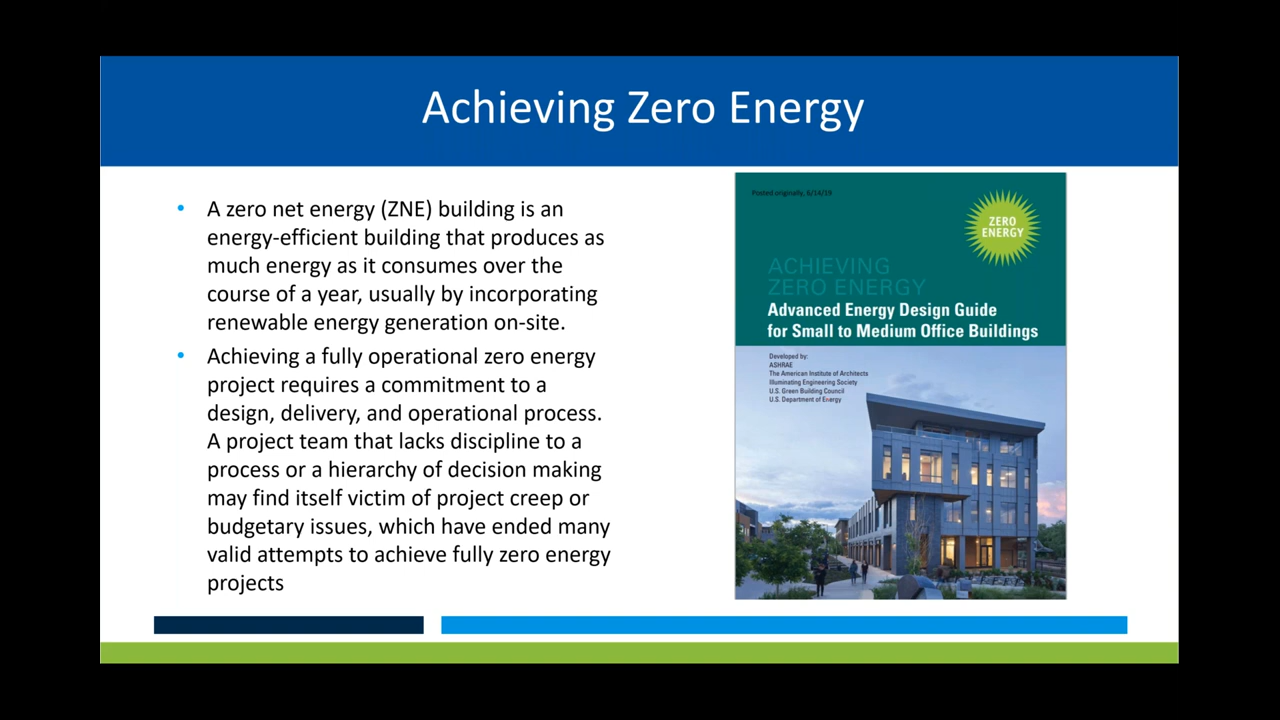 Achieving Zero Energy
• A zero net energy (ZNE) building is an
energy-efficient building that produces as
much energy as it consumes over the
course of a year, usually by incorporating
renewable energy generation on-site.
• Achieving a fully operational zero energy
project requires a commitment to a
design, delivery, and operational process.
A project team that lacks discipline to a
process or a hierarchy of decision making
may find itself victim of project creep or
budgetary issues, which have ended many
valid attempts to achieve fully zero energy
projects
Posted originally, 6/14/19
ZERO
ENERGY
ACHIEVING
ZERO ENERGY
Advanced Energy Design Guide
for Small to Medium Office Buildings
Developed by:
ASHRAE
The American Institute of Architects
Illuminating Engineering Society
U.S. Green Building Council
U.S. Department of Energy